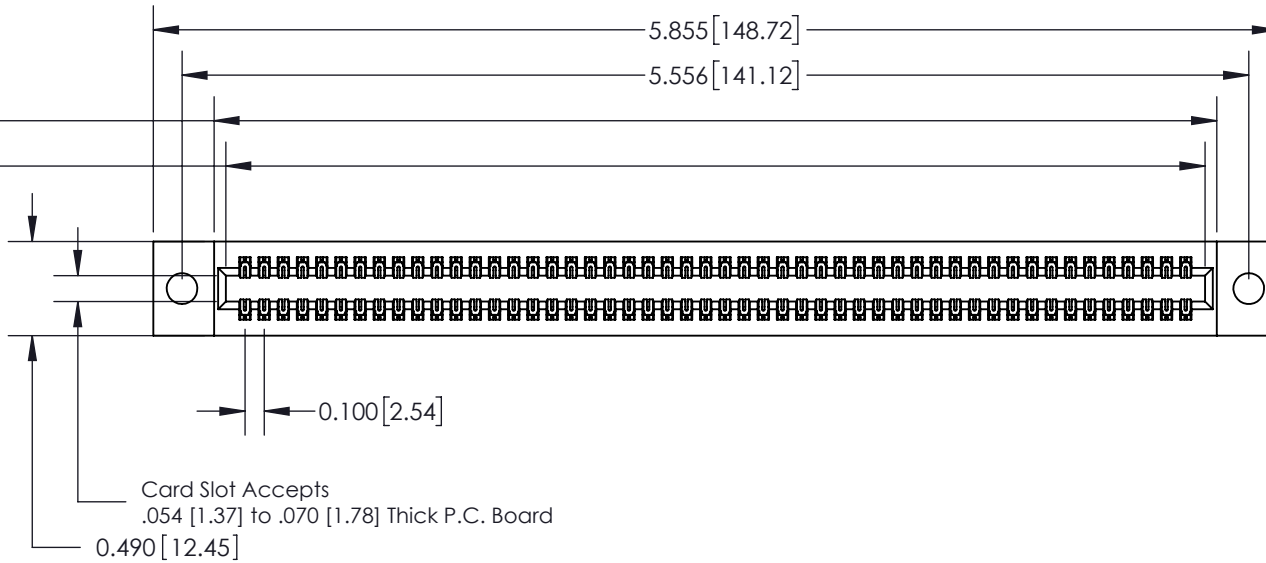 5.855[148.72]
5.556[141.12]
0.100[2.54]
Card Slot Accepts
.054 [1.37] to .070 [1.78] Thick P.C. Board
0.490[12.45]